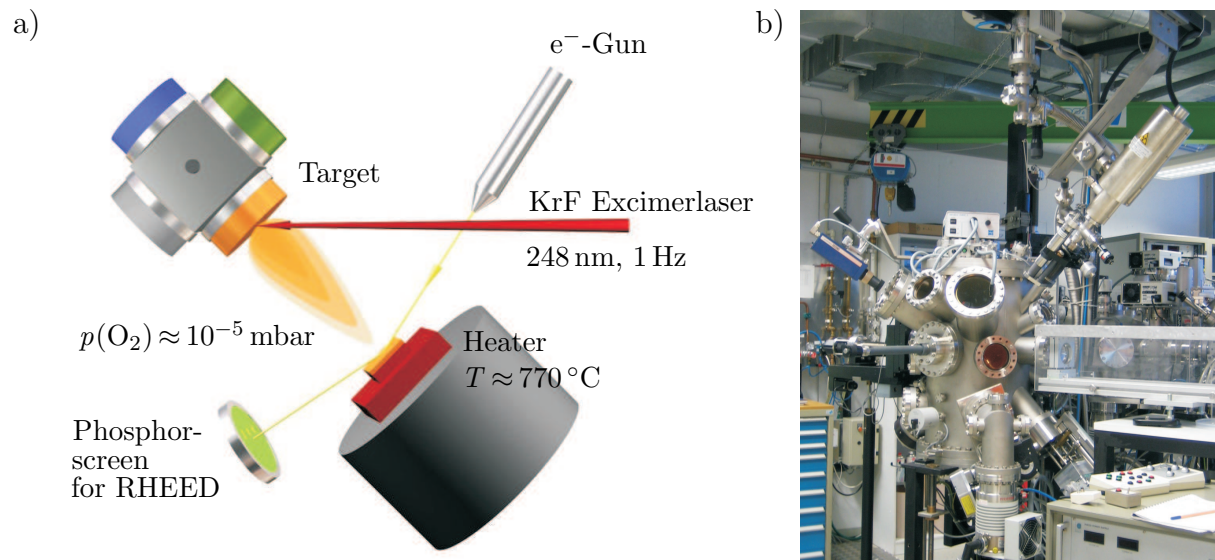 a)
e⁻-Gun
Target
KrF Excimerlaser
248 nm, 1 Hz
p(O₂) ≈ 10⁻⁵ mbar
Heater
T ≈ 770 °C
Phosphor-
screen
for RHEED
b)